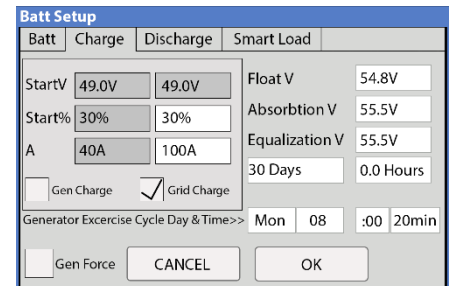 Batt Setup
Batt Charge Discharge Smart Load
StartV 49.0V 49.0V
Start% 30% 30%
A 40A 100A
Gen Charge Grid Charge
Float V 54.8V
Absorbtion V 55.5V
Equalization V 55.5V
30 Days 0.0 Hours
Generator Excercise Cycle Day & Time>> Mon 08 :00 20min
Gen Force CANCEL OK